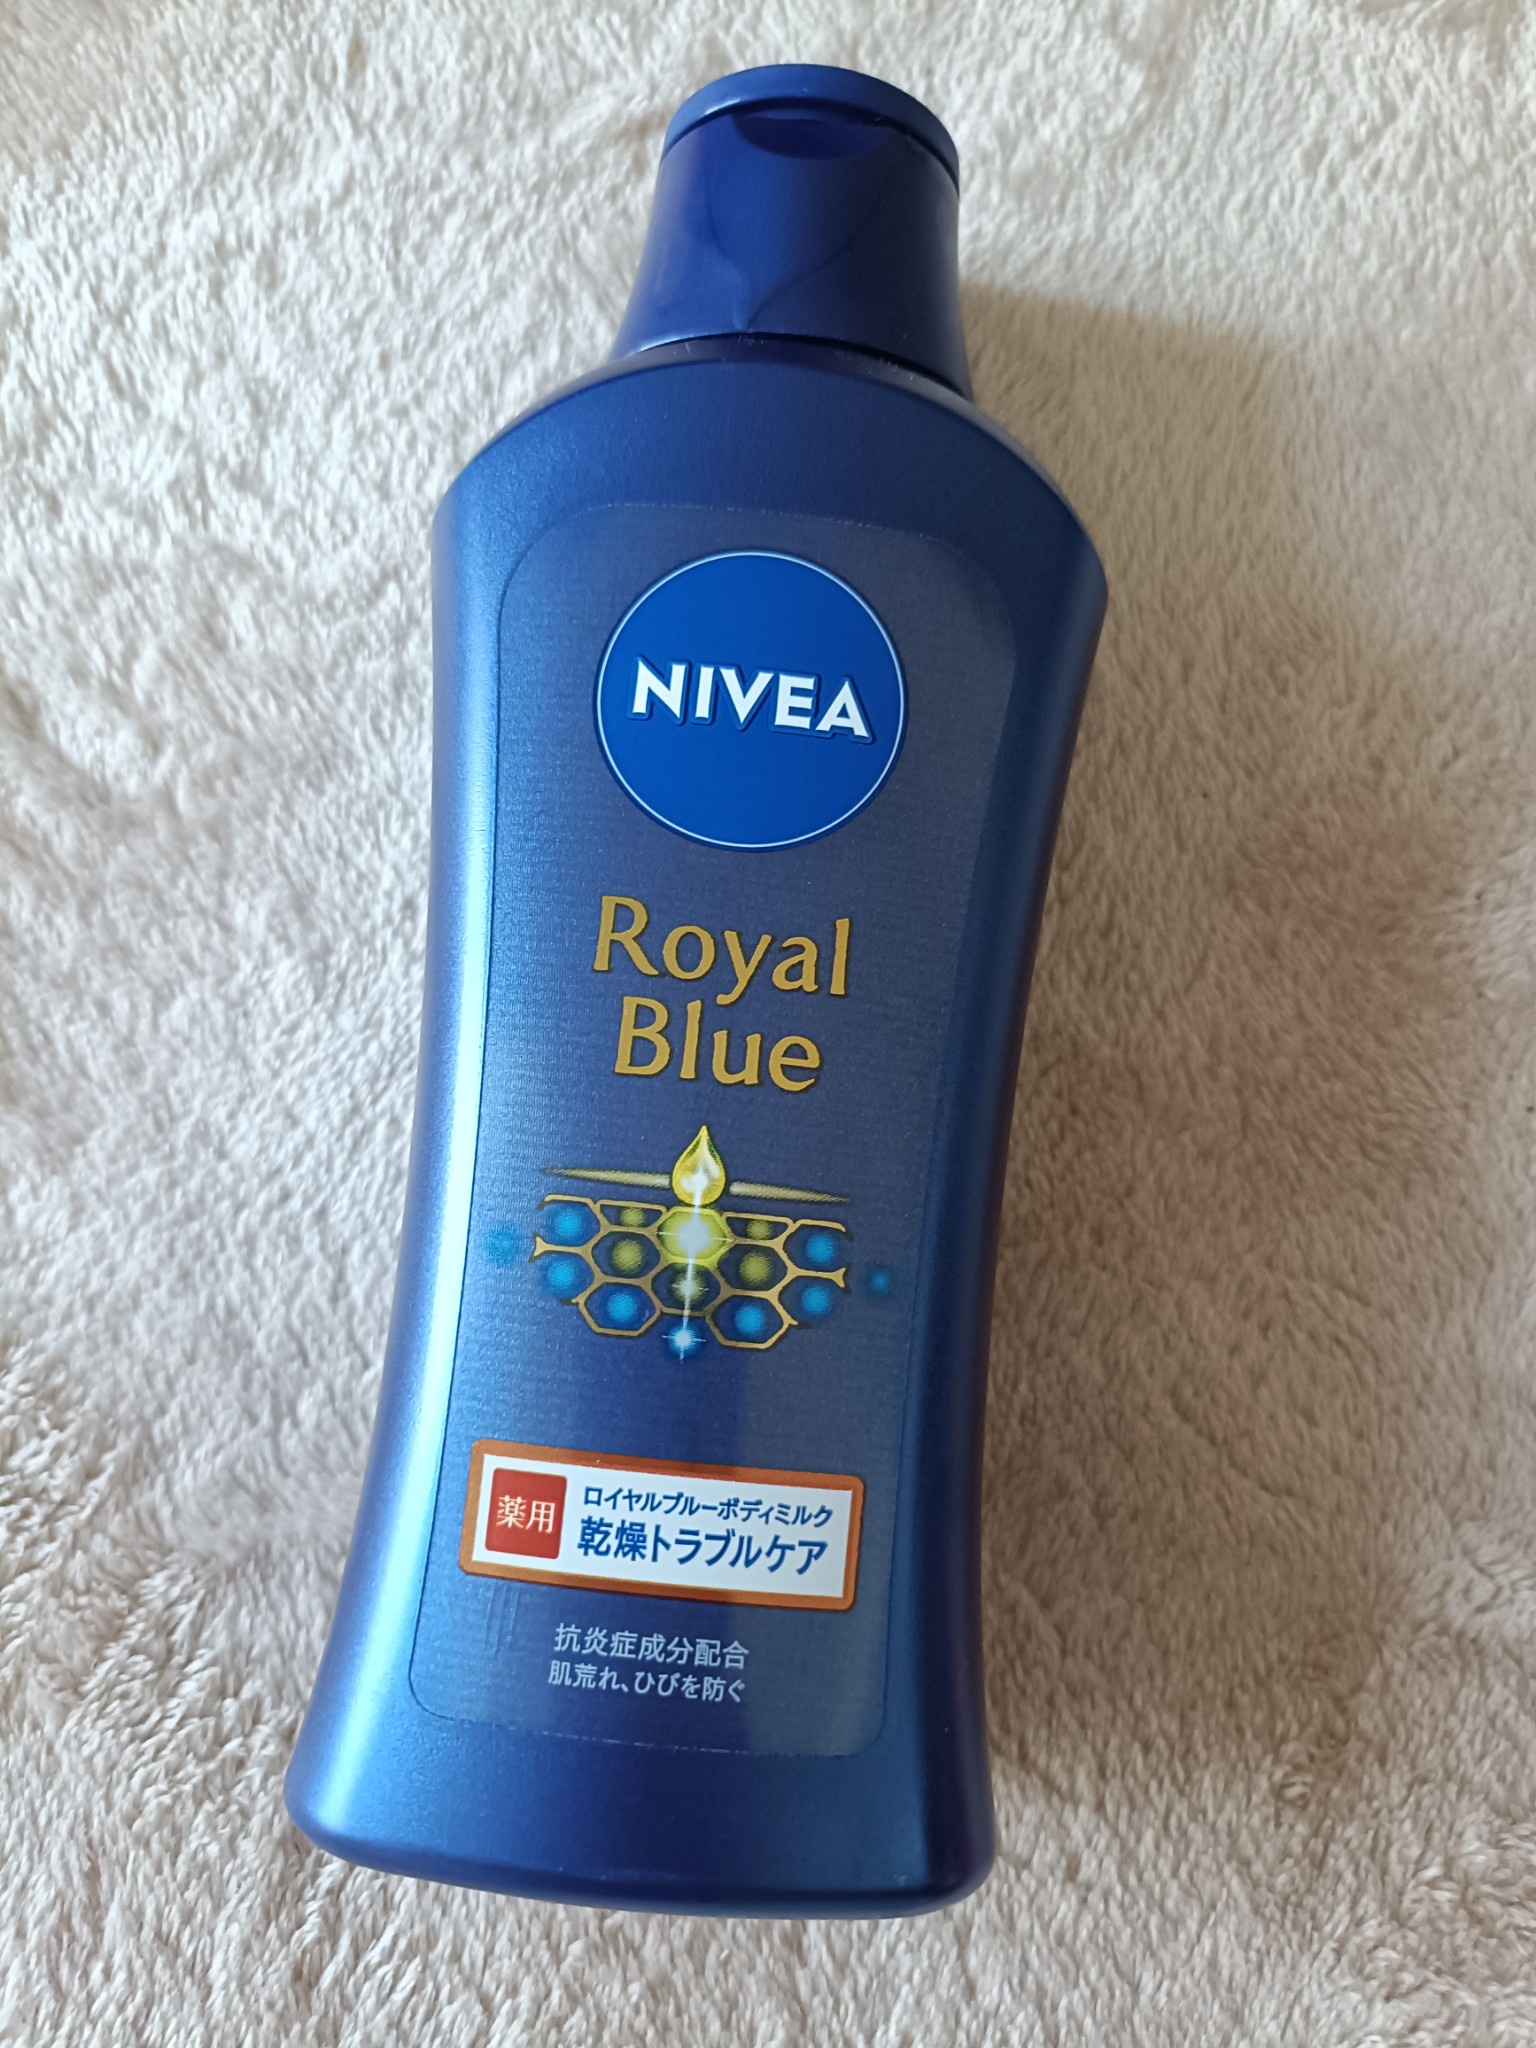 NIVEA
Royal
Blue
薬用
ロイヤルブルーボディミルク
乾燥トラブルケア
抗炎症成分配合
肌荒れ、ひびを防ぐ